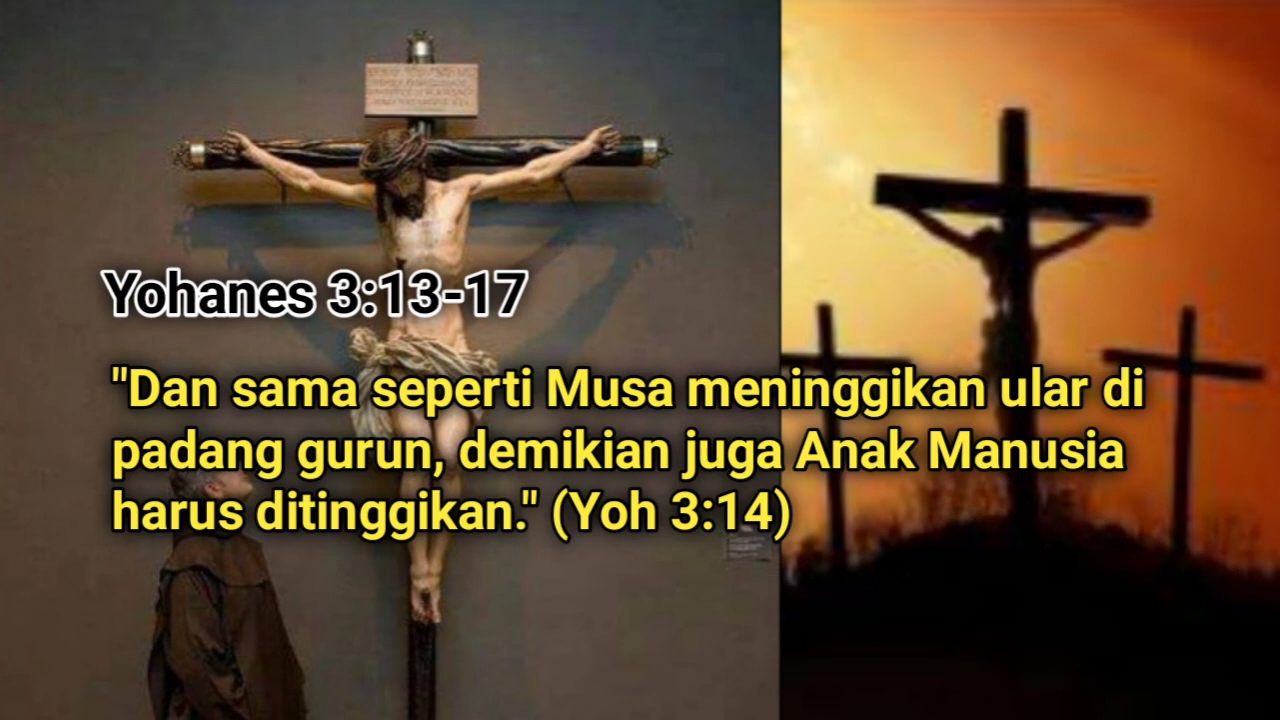 Yohanes 3:13-17
"Dan sama seperti Musa meninggikan ular di
padang gurun, demikian juga Anak Manusia
harus ditinggikan." (Yoh 3:14)